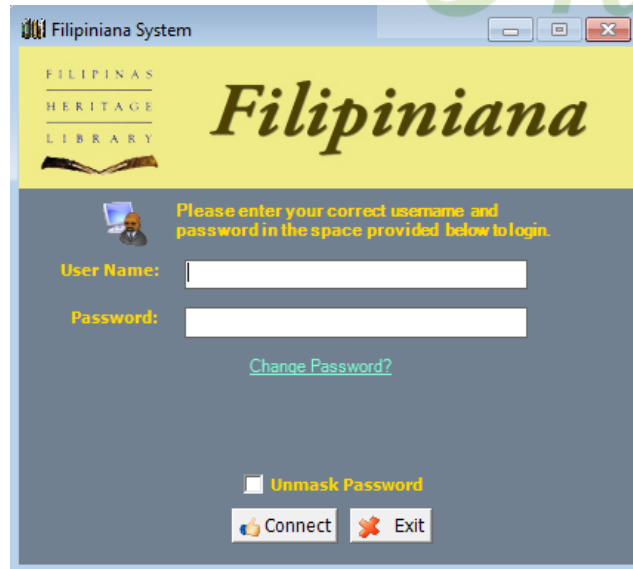 Filipiniana System
FILIPINAS
HERITAGE
LIBRARY
Filipiniana
Please enter your correct username and
password in the space provided below to login.
User Name:
Password:
Change Password?
Unmask Password
Connect
Exit